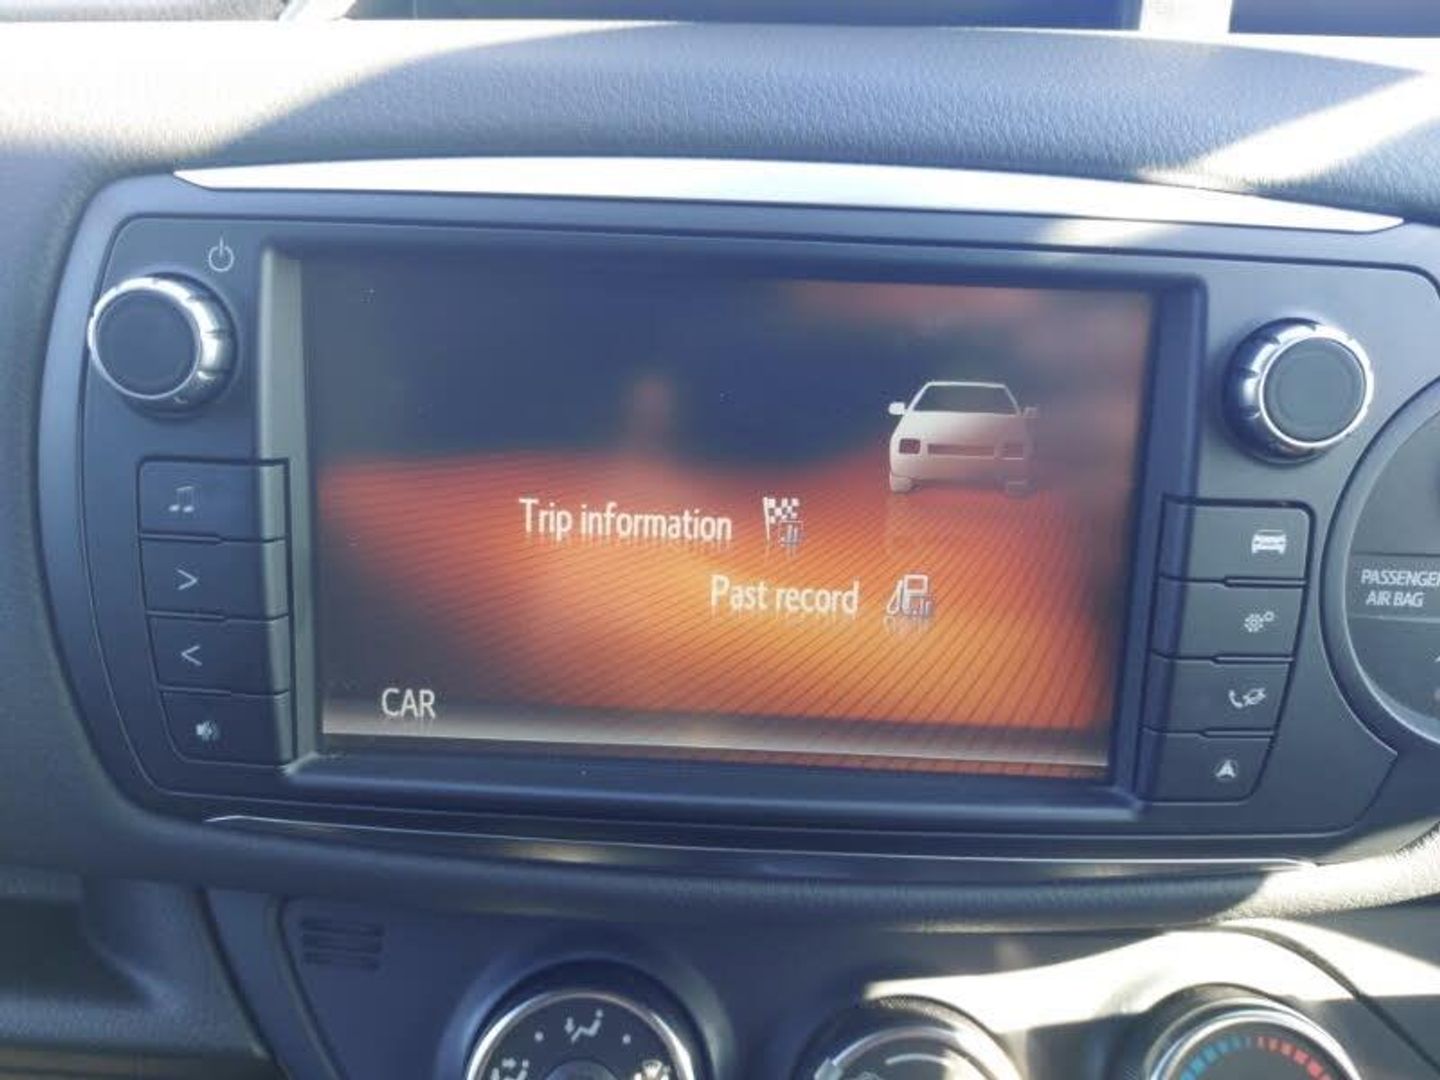 Trip information
Past record
CAR
PASSENGER
AIR BAG